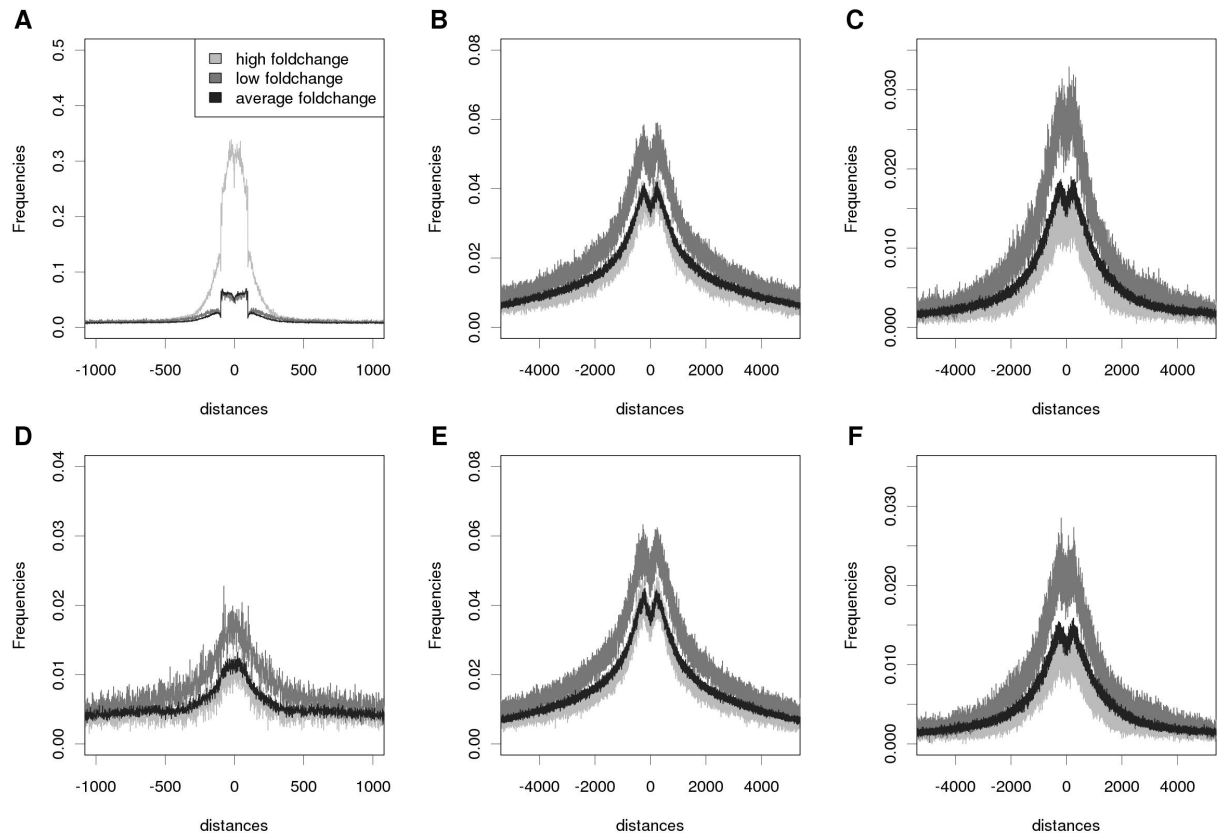 A
high foldchange
low foldchange
average foldchange
Frequencies
0.0
0.1
0.2
0.3
0.4
0.5
-1000
-500
0
500
1000
distances
B
Frequencies
0.00
0.02
0.04
0.06
0.08
-4000
-2000
0
2000
4000
distances
C
Frequencies
0.000
0.010
0.020
0.030
-4000
-2000
0
2000
4000
distances
D
Frequencies
0.00
0.01
0.02
0.03
0.04
-1000
-500
0
500
1000
distances
E
Frequencies
0.00
0.02
0.04
0.06
0.08
-4000
-2000
0
2000
4000
distances
F
Frequencies
0.000
0.010
0.020
0.030
-4000
-2000
0
2000
4000
distances